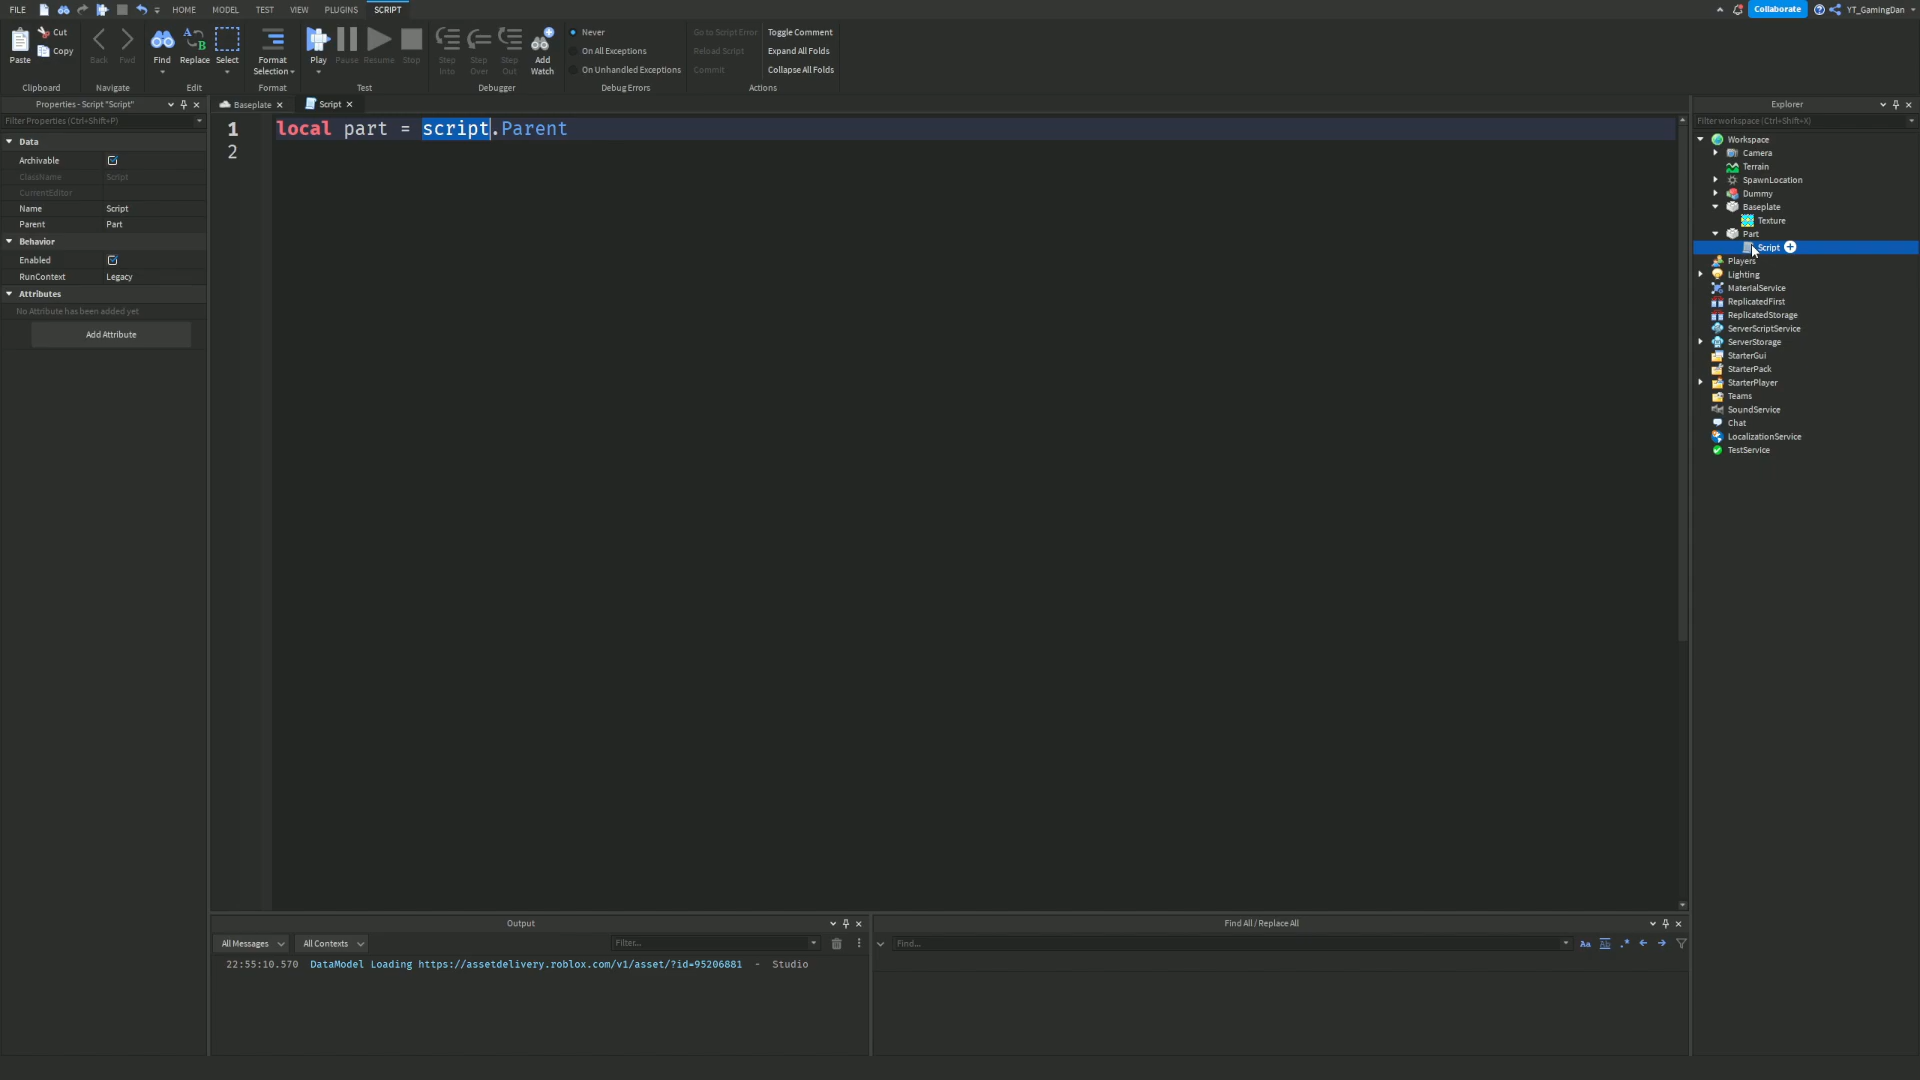 FILE HOME MODEL TEST VIEW PLUGINS SCRIPT Collaborate YT_GamingDan
Paste Cut Copy Back Fwd Find Replace Select Format Selection Play Pause Resume Stop Step Into Step Over Step Out Add Watch
Never Go to Script Error Toggle Comment
On All Exceptions Reload Script Expand All Folds
On Unhandled Exceptions Commit Collapse All Folds
Clipboard Navigate Edit Format Test Debugger Debug Errors Actions
Properties - Script "Script"
Filter Properties (Ctrl+Shift+P)
Data
Archivable
ClassName Script
CurrentEditor
Name Script
Parent Part
Behavior
Enabled
RunContext Legacy
Attributes
No Attribute has been added yet
Add Attribute
Baseplate Script
1 local part = script.Parent
2
Explorer
Filter workspace (Ctrl+Shift+X)
Workspace
Camera
Terrain
SpawnLocation
Dummy
Baseplate
Texture
Part
Script
Players
Lighting
MaterialService
ReplicatedFirst
ReplicatedStorage
ServerScriptService
ServerStorage
StarterGui
StarterPack
StarterPlayer
Teams
SoundService
Chat
LocalizationService
TestService
Output
All Messages All Contexts Filter...
22:55:10.570 DataModel Loading https://assetdelivery.roblox.com/v1/asset/?id=95206881 - Studio
Find All / Replace All
Find... Aa Ab .*